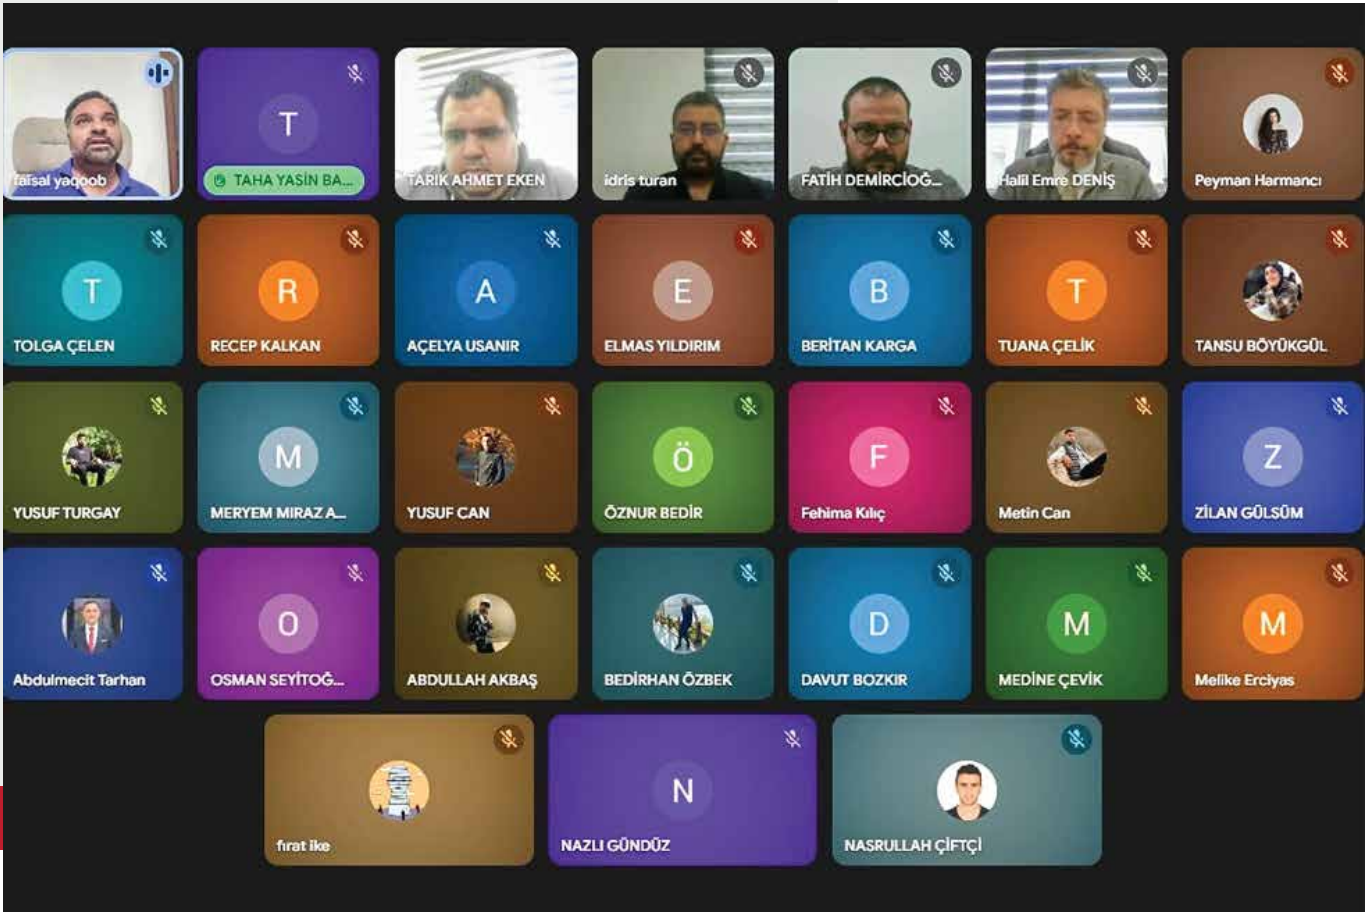 faisal yaqoob
T
TAHA YASİN BA...
TARIK AHMET EKEN
idris turan
FATİH DEMİRCİOĞ...
Halil Emre DENİŞ
Peyman Harmancı
T
TOLGA ÇELEN
R
RECEP KALKAN
A
AÇELYA USANIR
E
ELMAS YILDIRIM
B
BERİTAN KARGA
T
TUANA ÇELİK
TANSU BÖYÜKGÜL
YUSUF TURGAY
M
MERYEM MIRAZ A...
YUSUF CAN
Ö
ÖZNUR BEDİR
F
Fehima Kılıç
Metin Can
Z
ZİLAN GÜLSÜM
Abdulmecit Tarhan
O
OSMAN SEYİTOĞ...
ABDULLAH AKBAŞ
BEDİRHAN ÖZBEK
D
DAVUT BOZKIR
M
MEDİNE ÇEVİK
M
Melike Erciyas
fırat ike
N
NAZLI GÜNDÜZ
NASRULLAH ÇİFTÇİ